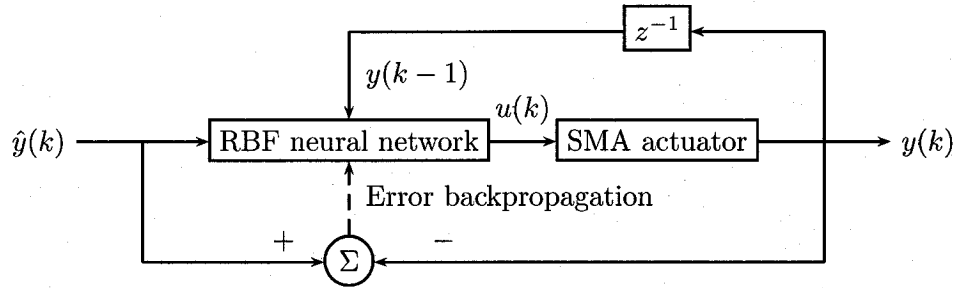 z⁻¹
y(k − 1)
u(k)
ŷ(k)
RBF neural network
SMA actuator
y(k)
Error backpropagation
+
−
Σ